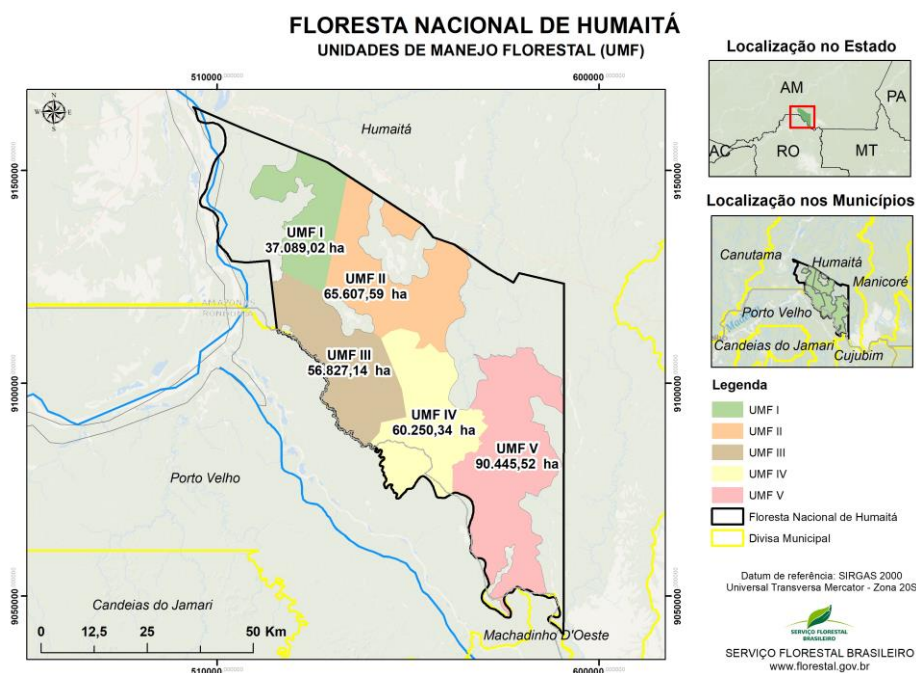 FLORESTA NACIONAL DE HUMAITÁ
UNIDADES DE MANEJO FLORESTAL (UMF)
510000
600000
Humaitá
9150000
9150000
UMF I
37.089,02 ha
UMF II
65.607,59 ha
AMAZONAS
RONDÔNIA
UMF III
56.827,14 ha
9100000
9100000
UMF IV
60.250,34 ha
UMF V
90.445,52 ha
Porto Velho
9050000
9050000
Candeias do Jamari
0 12,5 25 50 Km
Machadinho D'Oeste
510000
600000
Localização no Estado
AM
PA
AC
RO
MT
Localização nos Municípios
Canutama
Humaitá
Manicoré
Porto Velho
Candeias do Jamari
Cujubim
Legenda
UMF I
UMF II
UMF III
UMF IV
UMF V
Floresta Nacional de Humaitá
Divisa Municipal
Datum de referência: SIRGAS 2000
Universal Transversa Mercator - Zona 20S
SERVIÇO FLORESTAL
BRASILEIRO
SERVIÇO FLORESTAL BRASILEIRO
www.florestal.gov.br